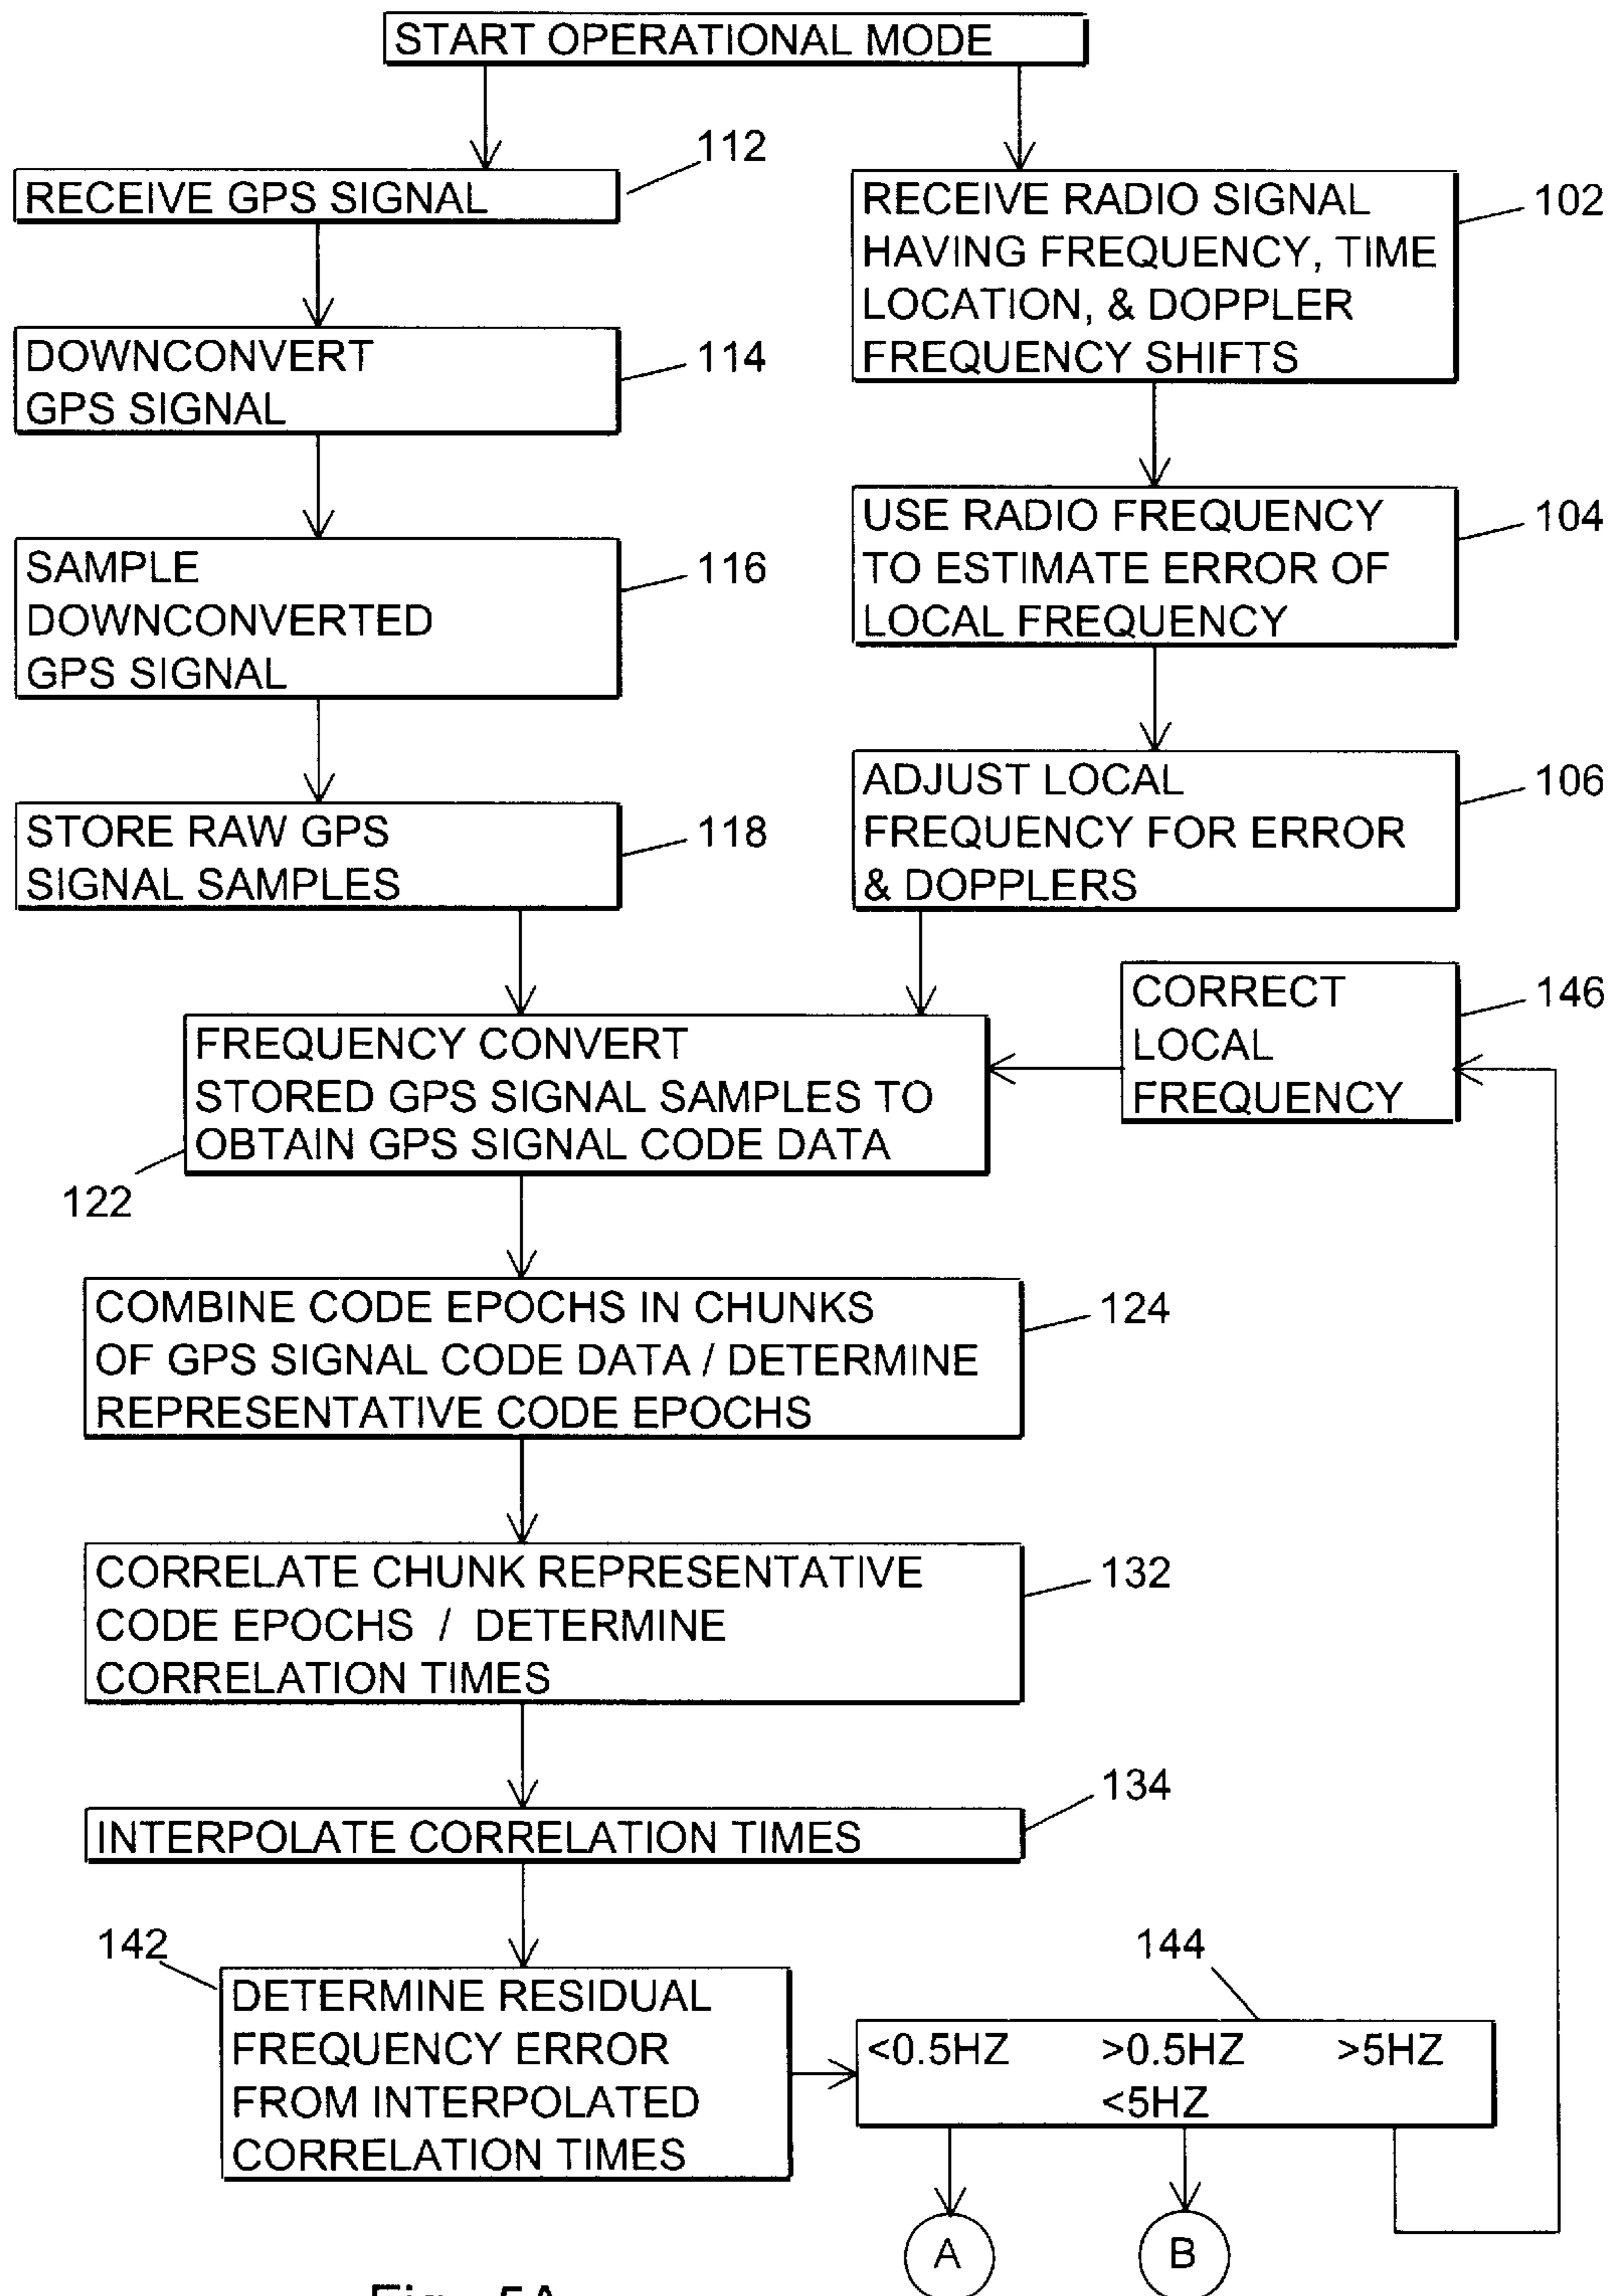 START OPERATIONAL MODE
112
RECEIVE GPS SIGNAL
RECEIVE RADIO SIGNAL
HAVING FREQUENCY, TIME
LOCATION, & DOPPLER
FREQUENCY SHIFTS
102
DOWNCONVERT
GPS SIGNAL
114
USE RADIO FREQUENCY
TO ESTIMATE ERROR OF
LOCAL FREQUENCY
104
SAMPLE
DOWNCONVERTED
GPS SIGNAL
116
ADJUST LOCAL
FREQUENCY FOR ERROR
& DOPPLERS
106
STORE RAW GPS
SIGNAL SAMPLES
118
CORRECT
LOCAL
FREQUENCY
146
FREQUENCY CONVERT
STORED GPS SIGNAL SAMPLES TO
OBTAIN GPS SIGNAL CODE DATA
122
COMBINE CODE EPOCHS IN CHUNKS
OF GPS SIGNAL CODE DATA / DETERMINE
REPRESENTATIVE CODE EPOCHS
124
CORRELATE CHUNK REPRESENTATIVE
CODE EPOCHS / DETERMINE
CORRELATION TIMES
132
134
INTERPOLATE CORRELATION TIMES
142
DETERMINE RESIDUAL
FREQUENCY ERROR
FROM INTERPOLATED
CORRELATION TIMES
144
<0.5HZ >0.5HZ >5HZ
<5HZ
A B
Fig. 5A